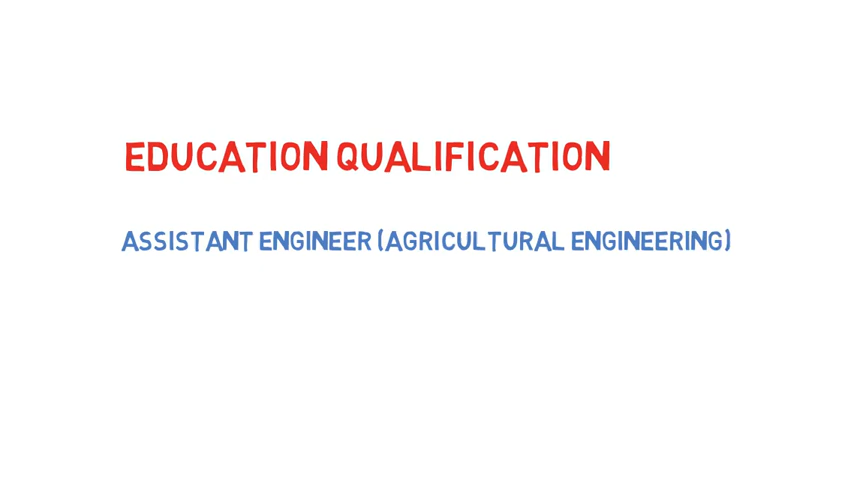 EDUCATION QUALIFICATION
ASSISTANT ENGINEER (AGRICULTURAL ENGINEERING)